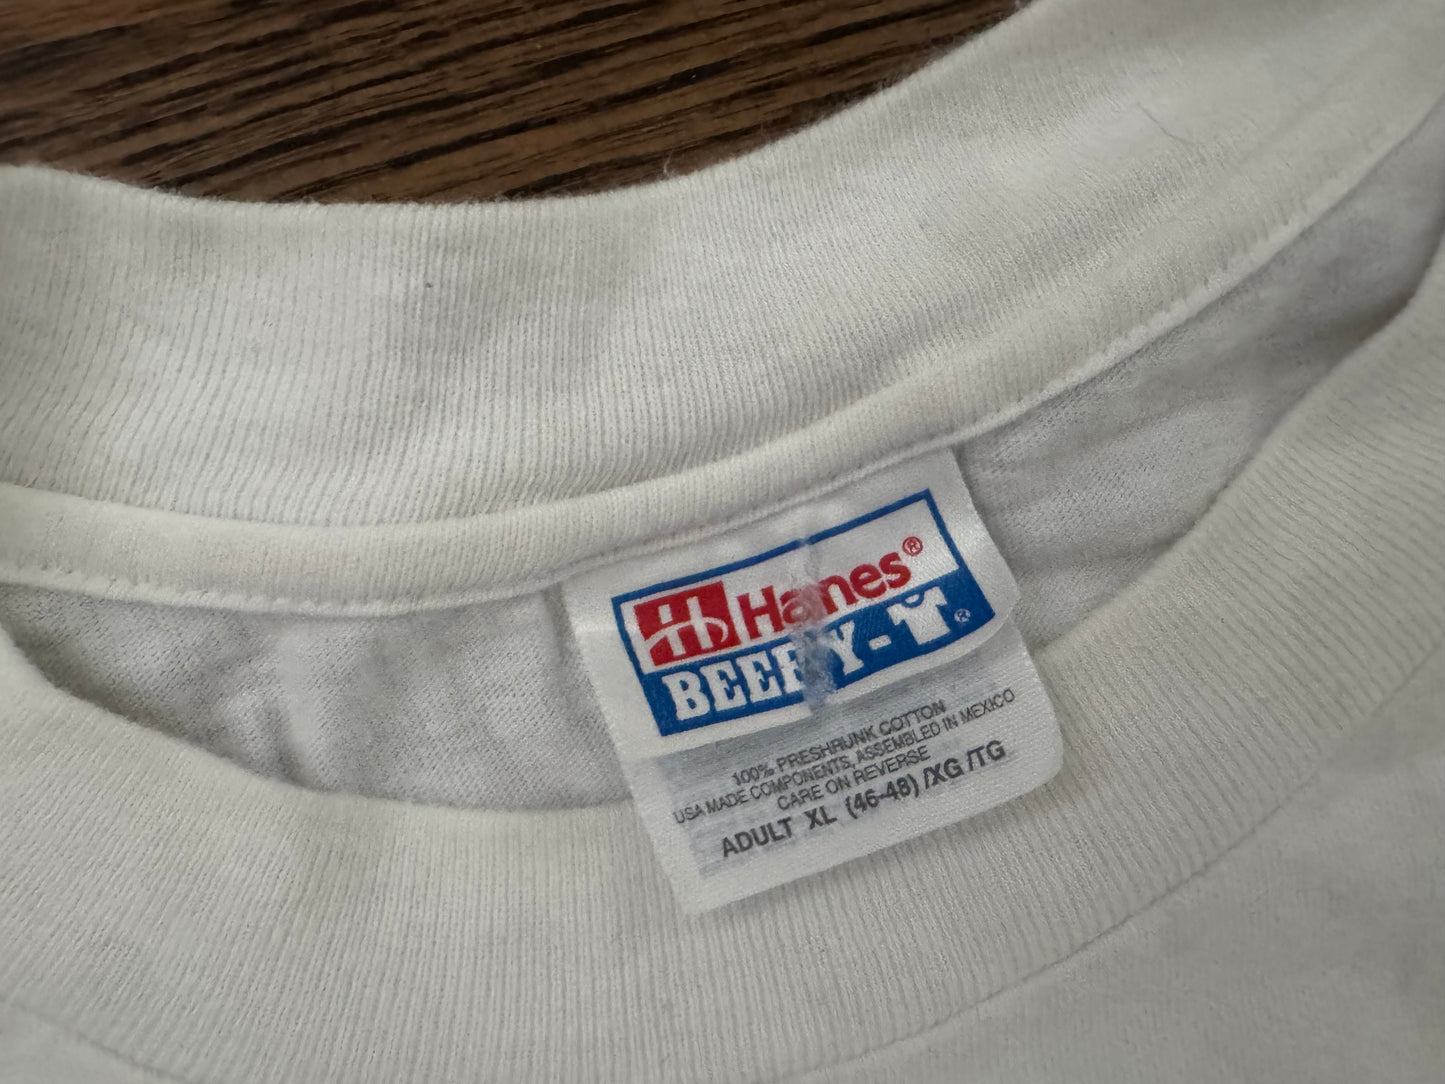 Hanes®
BEEFY-T®
100% PRESHRUNK COTTON
USA MADE COMPONENTS, ASSEMBLED IN MEXICO
CARE ON REVERSE
ADULT XL (46-48) /XG /TG